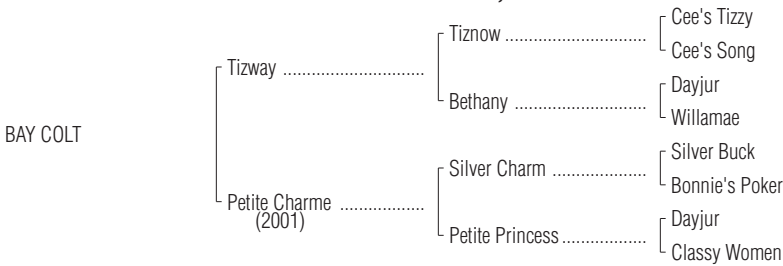 Cee's Tizzy
Tiznow ................................
Cee's Song
Tizway ................................
Dayjur
Bethany ..............................
Willamae
BAY COLT
Silver Buck
Silver Charm .....................
Bonnie's Poker
Petite Charme ...................
(2001)
Dayjur
Petite Princess...................
Classy Women